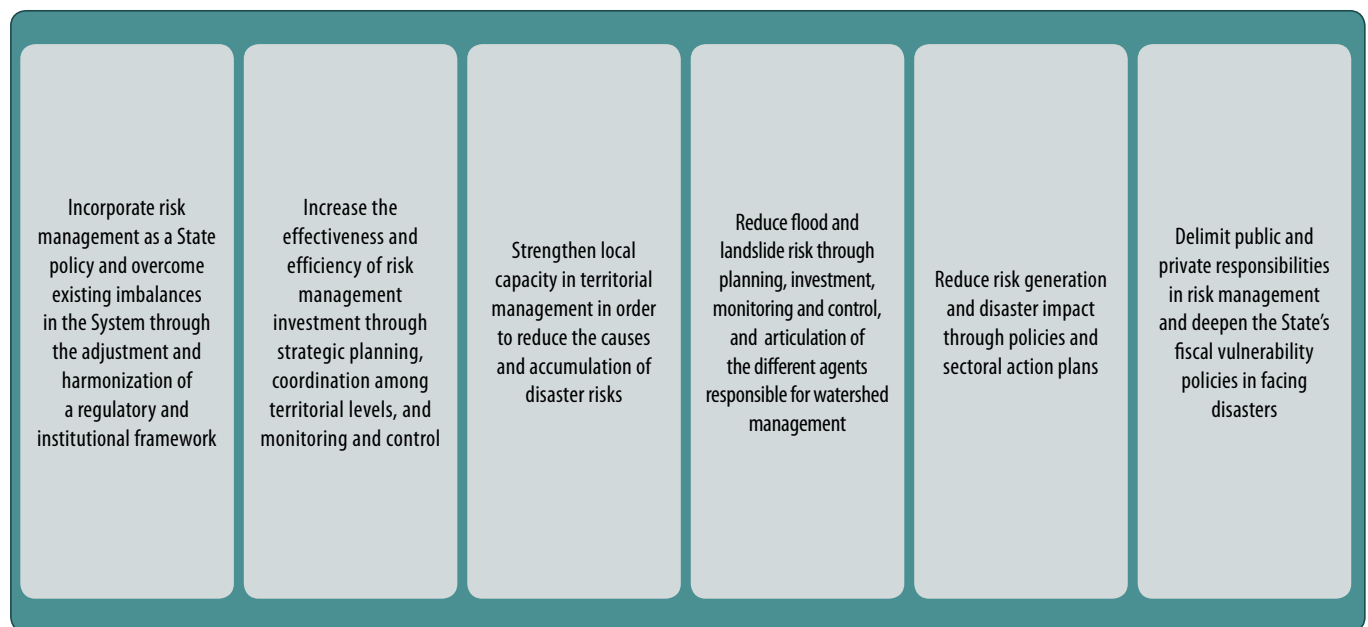 Incorporate risk
management as a State
policy and overcome
existing imbalances
in the System through
the adjustment and
harmonization of
a regulatory and
institutional framework
Increase the
effectiveness and
efficiency of risk
management
investment through
strategic planning,
coordination among
territorial levels, and
monitoring and control
Strengthen local
capacity in territorial
management in order
to reduce the causes
and accumulation of
disaster risks
Reduce flood and
landslide risk through
planning, investment,
monitoring and control,
and articulation of
the different agents
responsible for watershed
management
Reduce risk generation
and disaster impact
through policies and
sectoral action plans
Delimit public and
private responsibilities
in risk management
and deepen the State’s
fiscal vulnerability
policies in facing
disasters